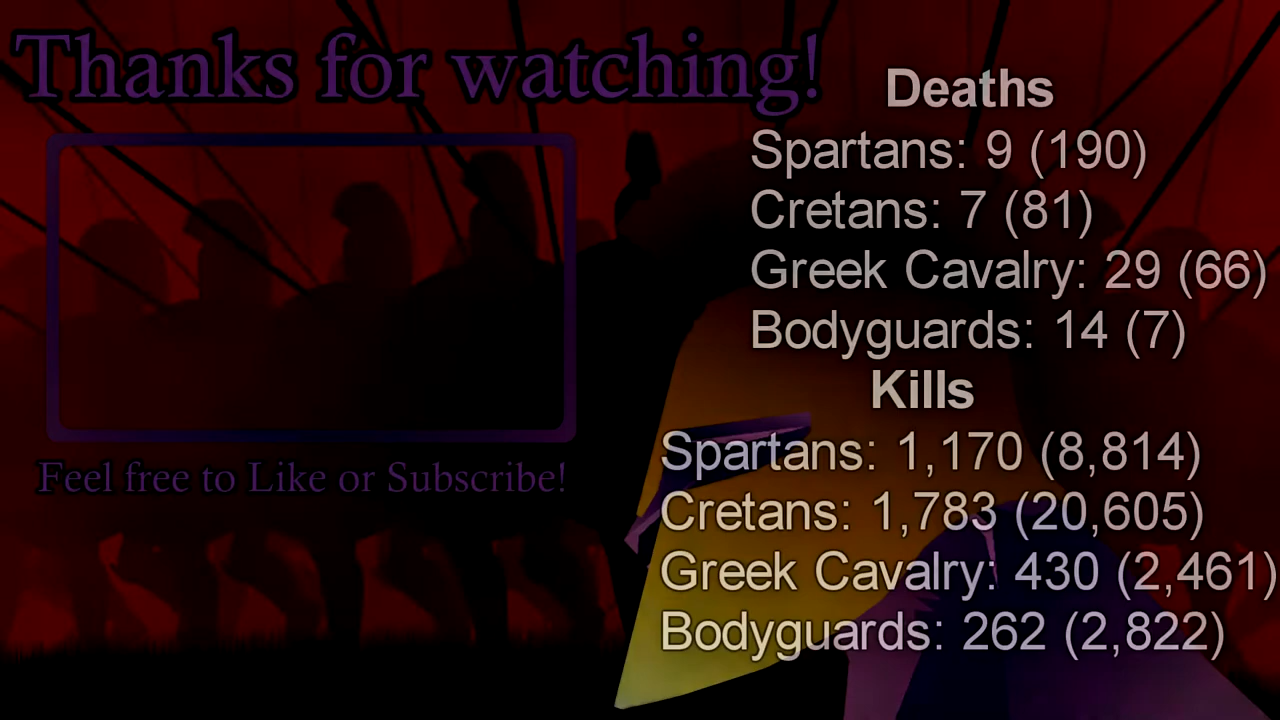 Thanks for watching!
Feel free to Like or Subscribe!
Deaths
Spartans: 9 (190)
Cretans: 7 (81)
Greek Cavalry: 29 (66)
Bodyguards: 14 (7)
Kills
Spartans: 1,170 (8,814)
Cretans: 1,783 (20,605)
Greek Cavalry: 430 (2,461)
Bodyguards: 262 (2,822)